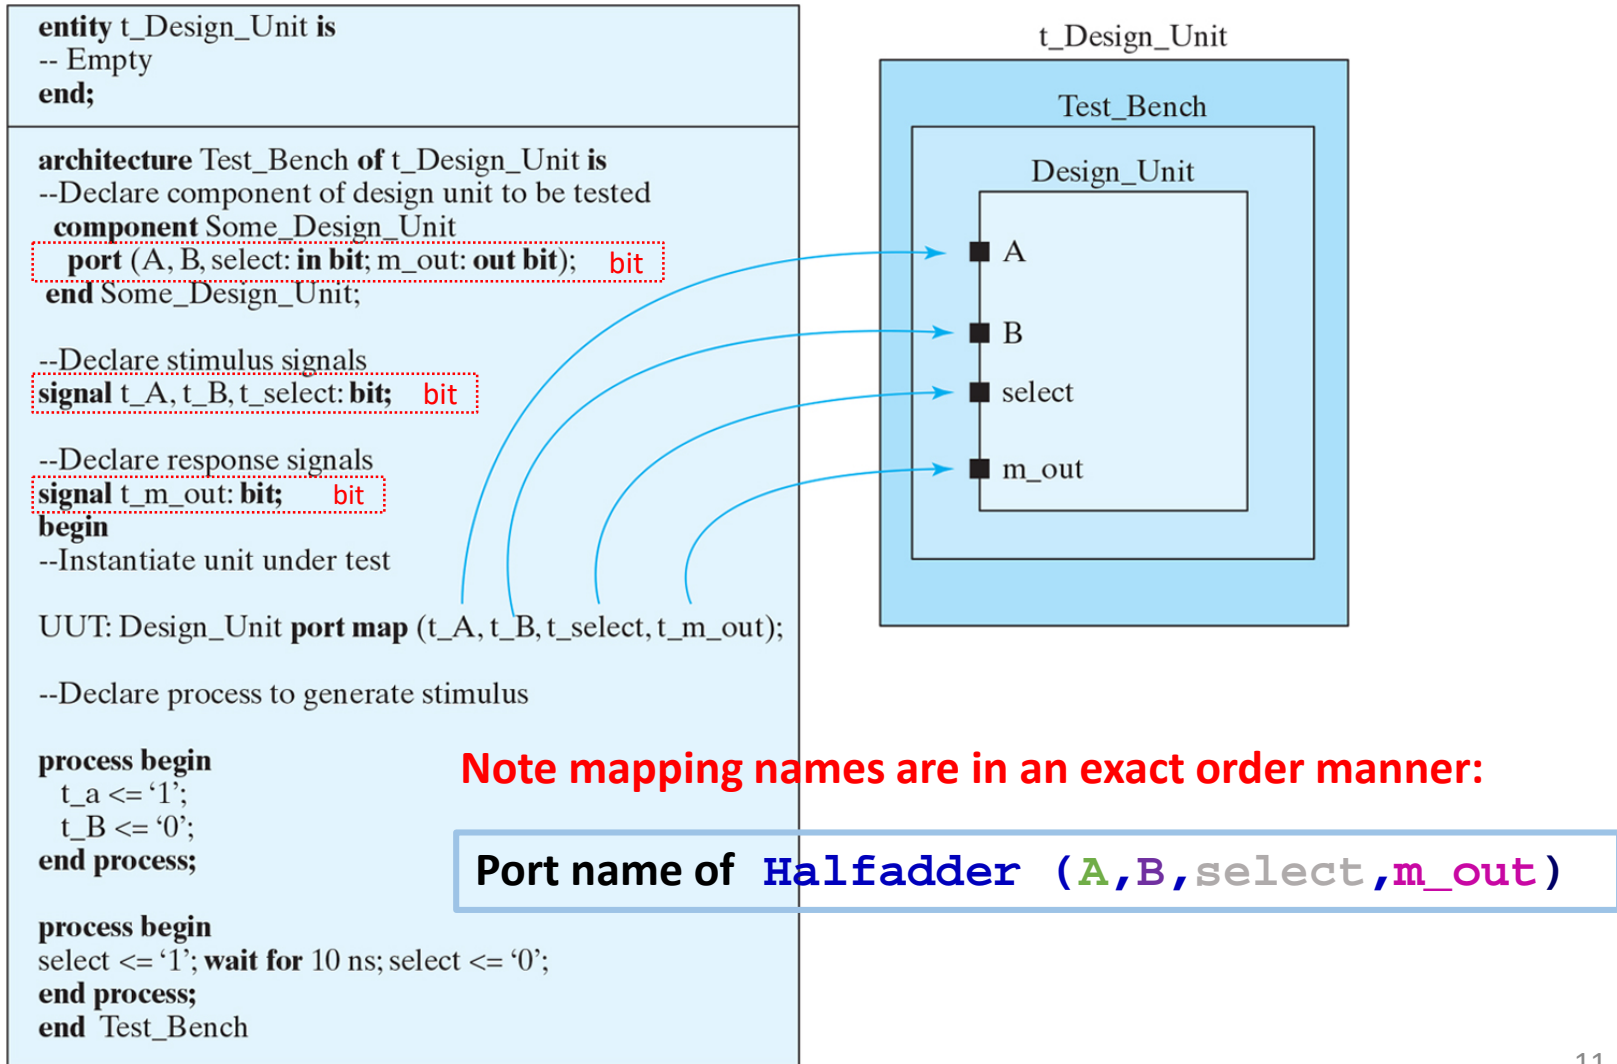 entity t_Design_Unit is
-- Empty
end;
architecture Test_Bench of t_Design_Unit is
--Declare component of design unit to be tested
component Some_Design_Unit
port (A, B, select: in bit; m_out: out bit); bit
end Some_Design_Unit;
--Declare stimulus signals
signal t_A, t_B, t_select: bit; bit
--Declare response signals
signal t_m_out: bit; bit
begin
--Instantiate unit under test
UUT: Design_Unit port map (t_A, t_B, t_select, t_m_out);
--Declare process to generate stimulus
process begin
t_a <= ‘1’;
t_B <= ‘0’;
end process;
process begin
select <= ‘1’; wait for 10 ns; select <= ‘0’;
end process;
end Test_Bench
t_Design_Unit
Test_Bench
Design_Unit
A
B
select
m_out
Note mapping names are in an exact order manner:
Port name of Halfadder (A,B,select,m_out)
11